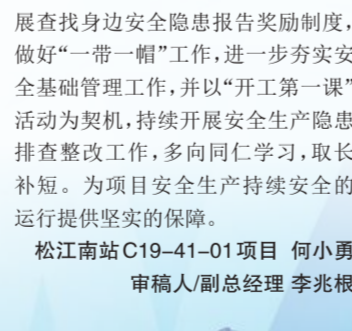 展查找身边安全隐患报告奖励制度，
做好“一带一帽”工作，进一步夯实安
全基础管理工作，并以“开工第一课”
活动为契机，持续开展安全生产隐患
排查整改工作，多向同仁学习，取长
补短。为项目安全生产持续安全的
运行提供坚实的保障。
松江南站C19-41-01项目 何小勇
审稿人/副总经理 李兆根